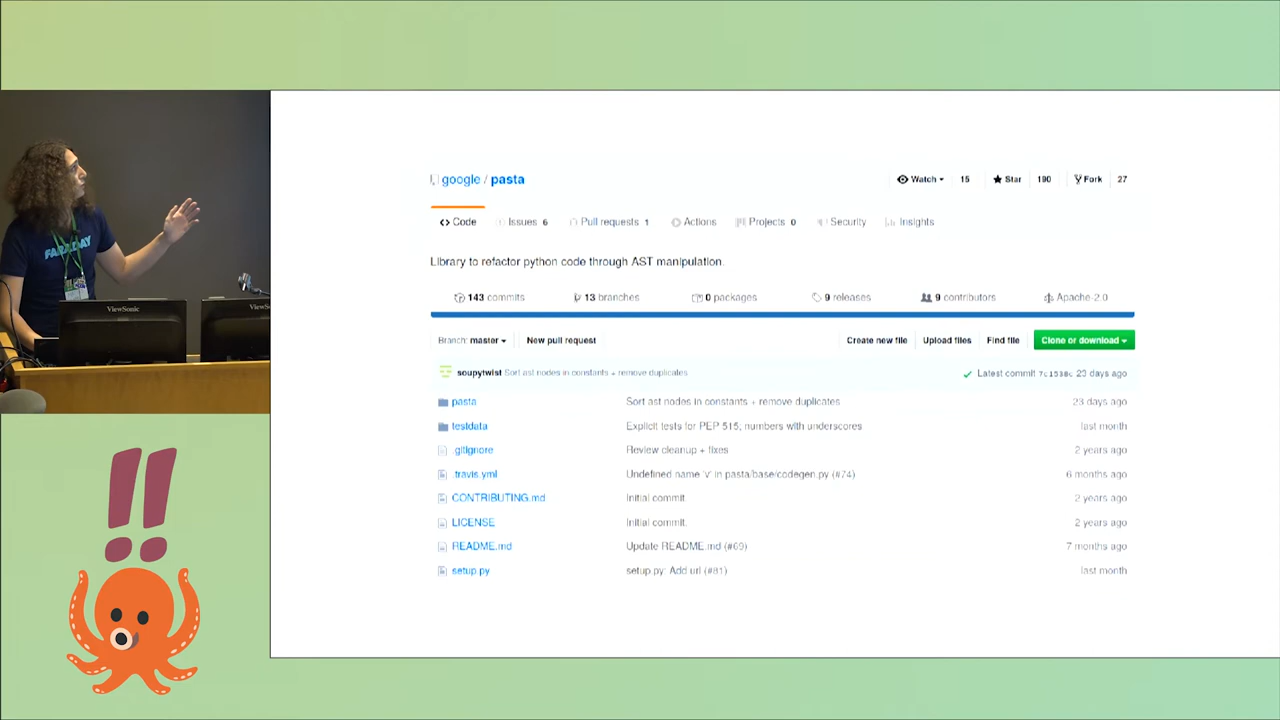 google / pasta
Watch 15 Star 190 Fork 27
Code Issues 6 Pull requests 1 Actions Projects 0 Security Insights
Library to refactor python code through AST manipulation.
143 commits 13 branches 0 packages 9 releases 9 contributors Apache-2.0
Branch: master New pull request Create new file Upload files Find file Clone or download
soupytwist Sort ast nodes in constants + remove duplicates Latest commit 23 days ago
pasta Sort ast nodes in constants + remove duplicates 23 days ago
testdata Explicit tests for PEP 515; numbers with underscores last month
.gitignore Review cleanup + fixes 2 years ago
.travis.yml Undefined name 'v' in pasta/base/codegen.py (#74) 6 months ago
CONTRIBUTING.md Initial commit 2 years ago
LICENSE Initial commit. 2 years ago
README.md Update README.md (#69) 7 months ago
setup.py setup.py: Add url (#81) last month
FARADAY
ViewSonic
ViewSonic
!!